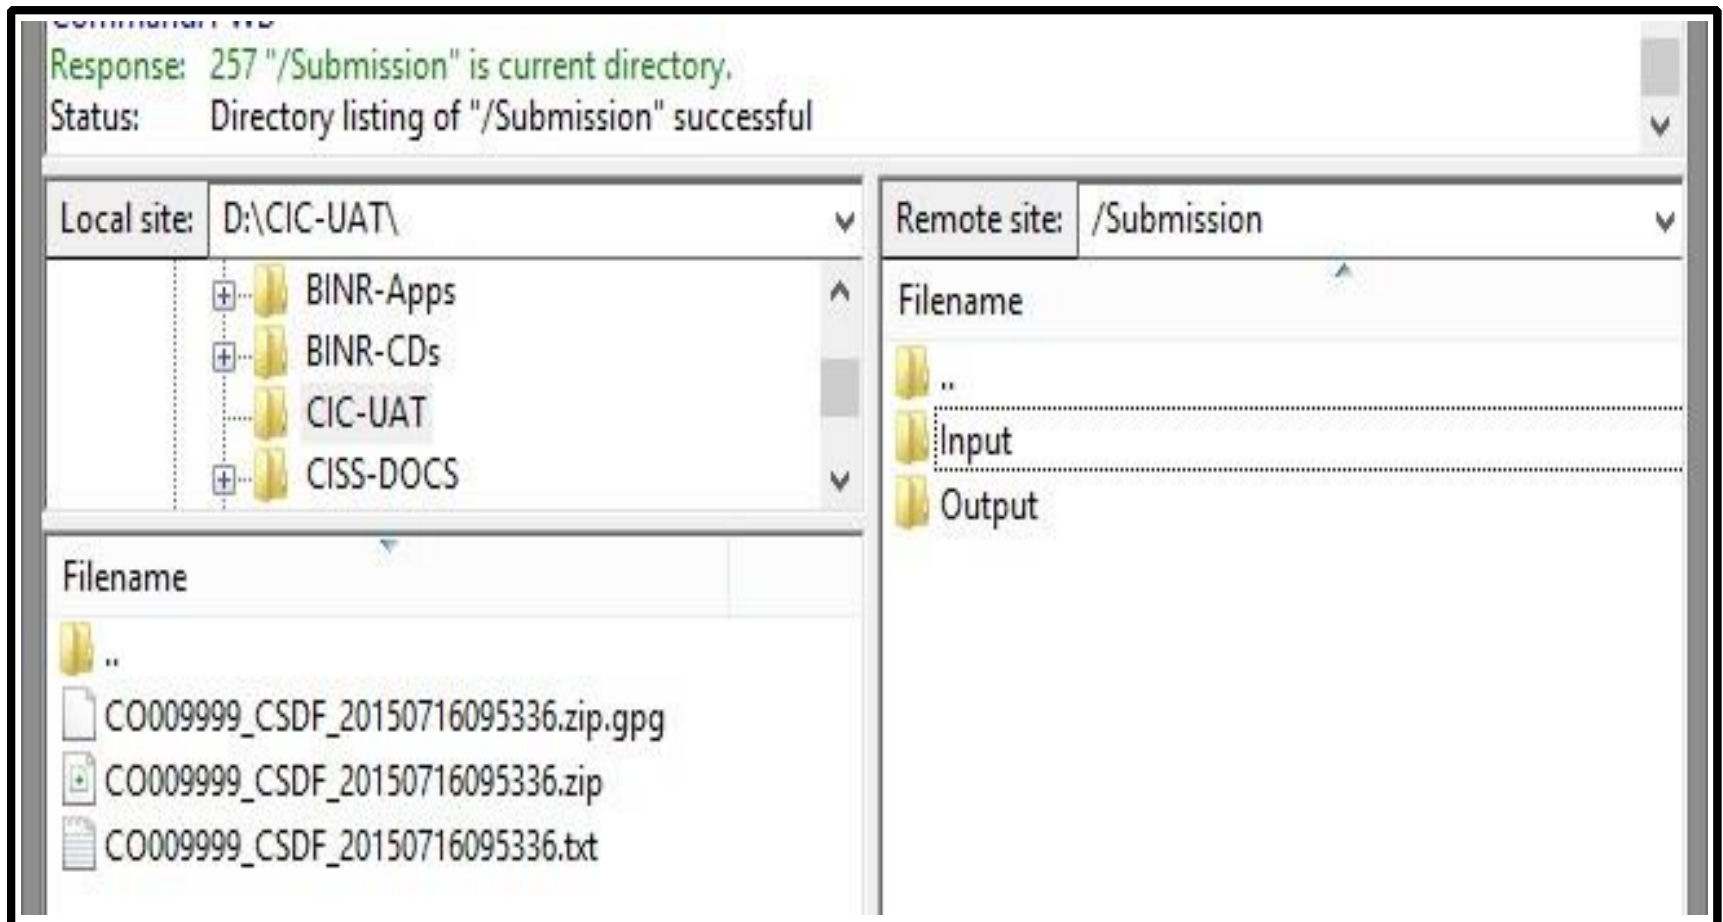 Command: PWD
Response: 257 "/Submission" is current directory.
Status: Directory listing of "/Submission" successful
Local site: D:\CIC-UAT\
BINR-Apps
BINR-CDs
CIC-UAT
CISS-DOCS
Filename
..
CO009999_CSDF_20150716095336.zip.gpg
CO009999_CSDF_20150716095336.zip
CO009999_CSDF_20150716095336.txt
Remote site: /Submission
Filename
..
Input
Output